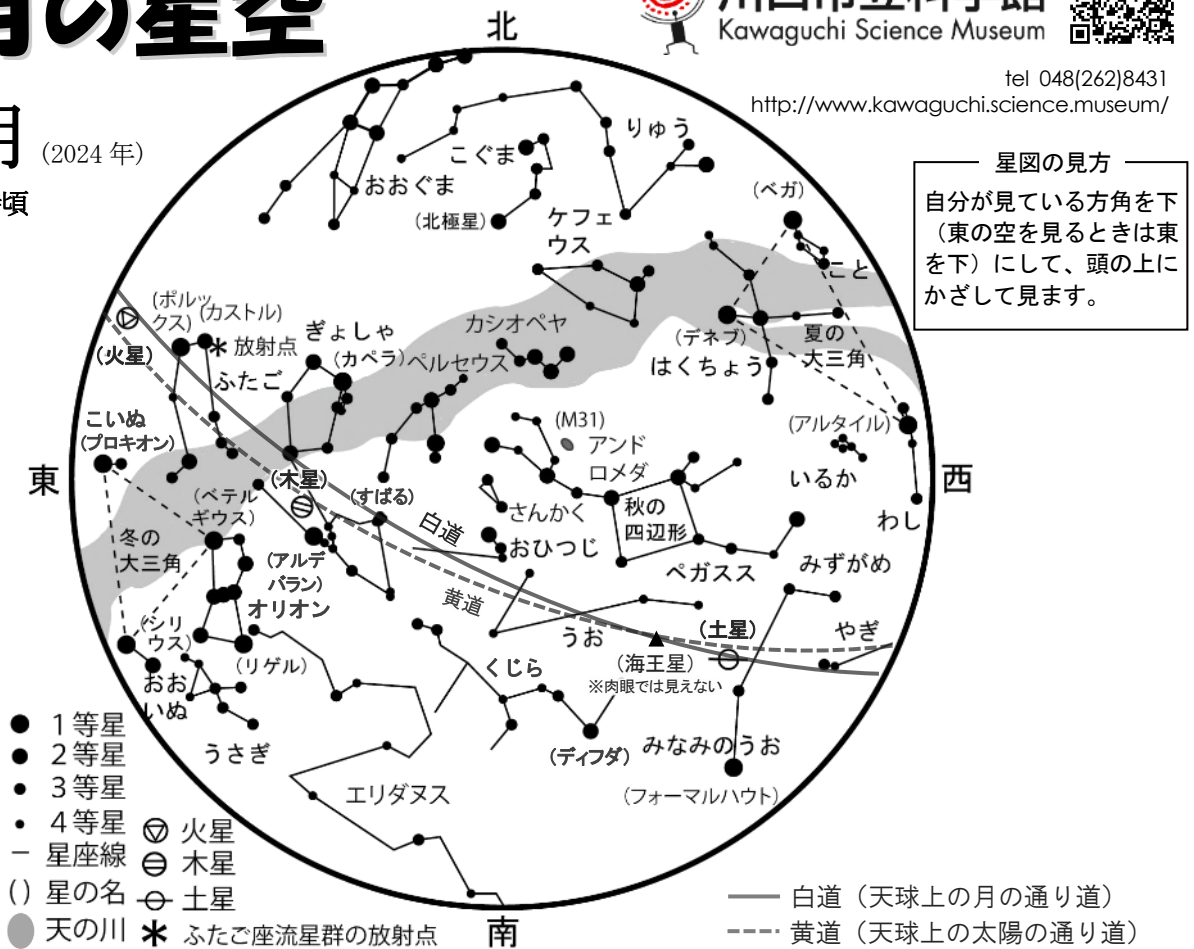 の星空
月
(2024 年)
頃
川口市立科学館
Kawaguchi Science Museum
tel 048(262)8431
http://www.kawaguchi.science.museum/
星図の見方
自分が見ている方角を下
（東の空を見るときは東
を下）にして、頭の上に
かざして見ます。
北
りゅう
こぐま
おおぐま
(北極星)
ケフェ
ウス
(ベガ)
こと
(ポルッ
クス)
(カストル)
放射点
(火星)
ふたご
ぎょしゃ
(カペラ)
カシオペヤ
ペルセウス
(デネブ)
はくちょう
夏の
大三角
こいぬ
(プロキオン)
(M31)
アンド
ロメダ
(アルタイル)
いるか
東
西
(木星)
(すばる)
(ベテル
ギウス)
さんかく
秋の
四辺形
わし
冬の
大三角
白道
おひつじ
ペガスス
みずがめ
(アルデ
バラン)
オリオン
黄道
うお
(土星)
やぎ
(シリ
ウス)
(リゲル)
くじら
(海王星)
※肉眼では見えない
おお
いぬ
うさぎ
(ディフダ)
みなみのうお
エリダヌス
(フォーマルハウト)
南
1等星
2等星
3等星
4等星
星座線
() 星の名
天の川
火星
木星
土星
ふたご座流星群の放射点
白道（天球上の月の通り道）
黄道（天球上の太陽の通り道）